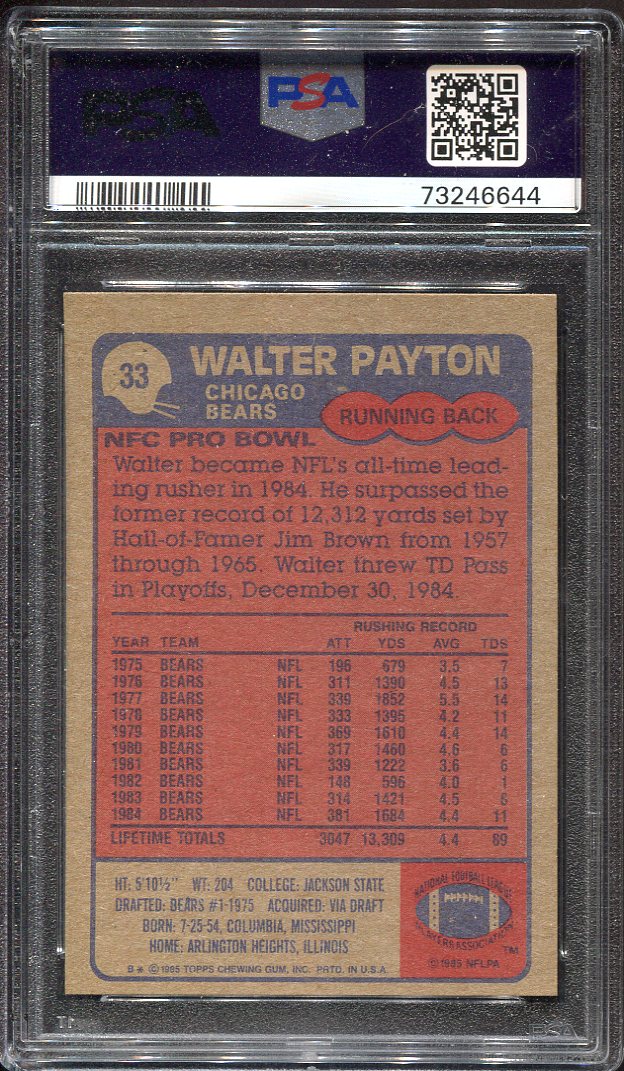 PSA
PSA
73246644
33
WALTER PAYTON
CHICAGO
BEARS
RUNNING BACK
NFC PRO BOWL
Walter became NFL's all-time lead-
ing rusher in 1984. He surpassed the
former record of 12,312 yards set by
Hall-of-Famer Jim Brown from 1957
through 1965. Walter threw TD Pass
in Playoffs, December 30, 1984.
RUSHING RECORD
YEAR TEAM ATT YDS AVG TDS
1975 BEARS NFL 196 679 3.5 7
1976 BEARS NFL 311 1390 4.5 13
1977 BEARS NFL 339 1852 5.5 14
1978 BEARS NFL 333 1395 4.2 11
1979 BEARS NFL 369 1610 4.4 14
1980 BEARS NFL 317 1460 4.6 6
1981 BEARS NFL 339 1222 3.6 6
1982 BEARS NFL 148 596 4.0 1
1983 BEARS NFL 314 1421 4.5 6
1984 BEARS NFL 381 1684 4.4 11
LIFETIME TOTALS 3047 13,309 4.4 89
HT: 5'10½" WT: 204 COLLEGE: JACKSON STATE
DRAFTED: BEARS #1-1975 ACQUIRED: VIA DRAFT
BORN: 7-25-54, COLUMBIA, MISSISSIPPI
HOME: ARLINGTON HEIGHTS, ILLINOIS
B* © 1985 TOPPS CHEWING GUM, INC. PRTD. IN U.S.A.
NATIONAL FOOTBALL LEAGUE
PLAYERS ASSOCIATION
TM
© 1985 NFLPA
PSA